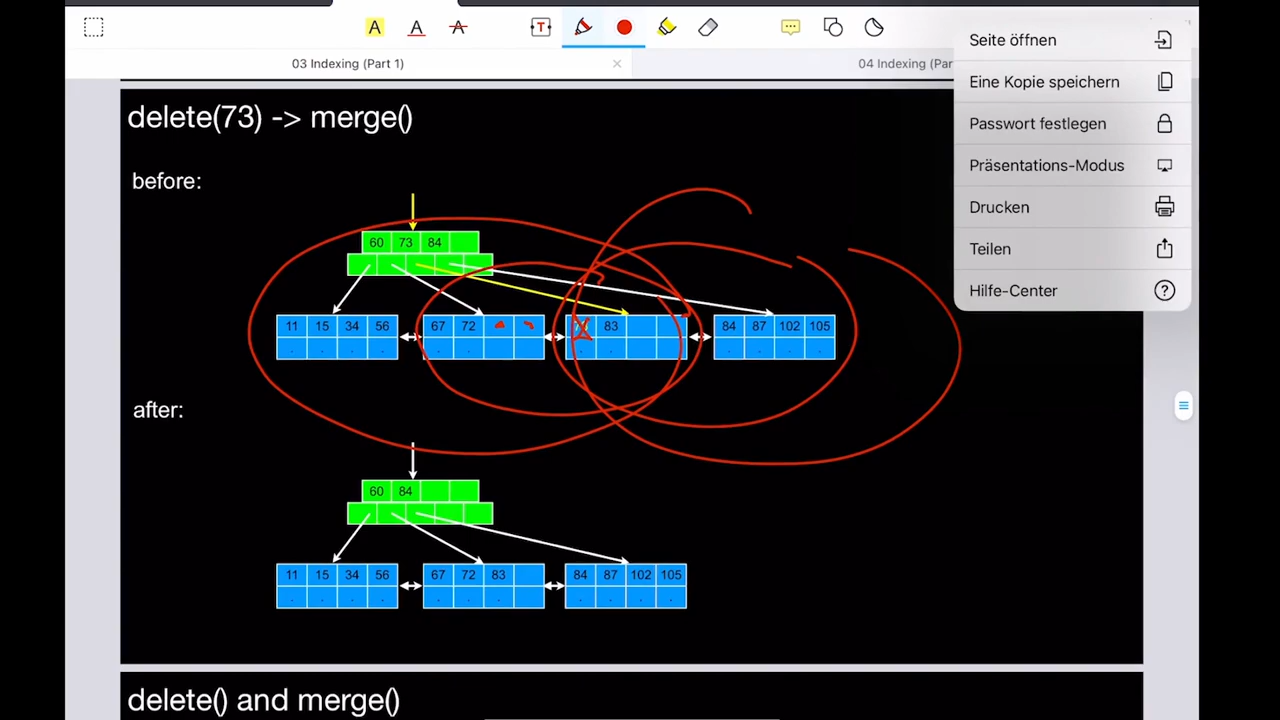 A A A T
03 Indexing (Part 1) × 04 Indexing (Par
Seite öffnen
Eine Kopie speichern
Passwort festlegen
Präsentations-Modus
Drucken
Teilen
Hilfe-Center
delete(73) -> merge()
before:
60 73 84
11 15 34 56 67 72 83 84 87 102 105
after:
60 84
11 15 34 56 67 72 83 84 87 102 105
delete() and merge()